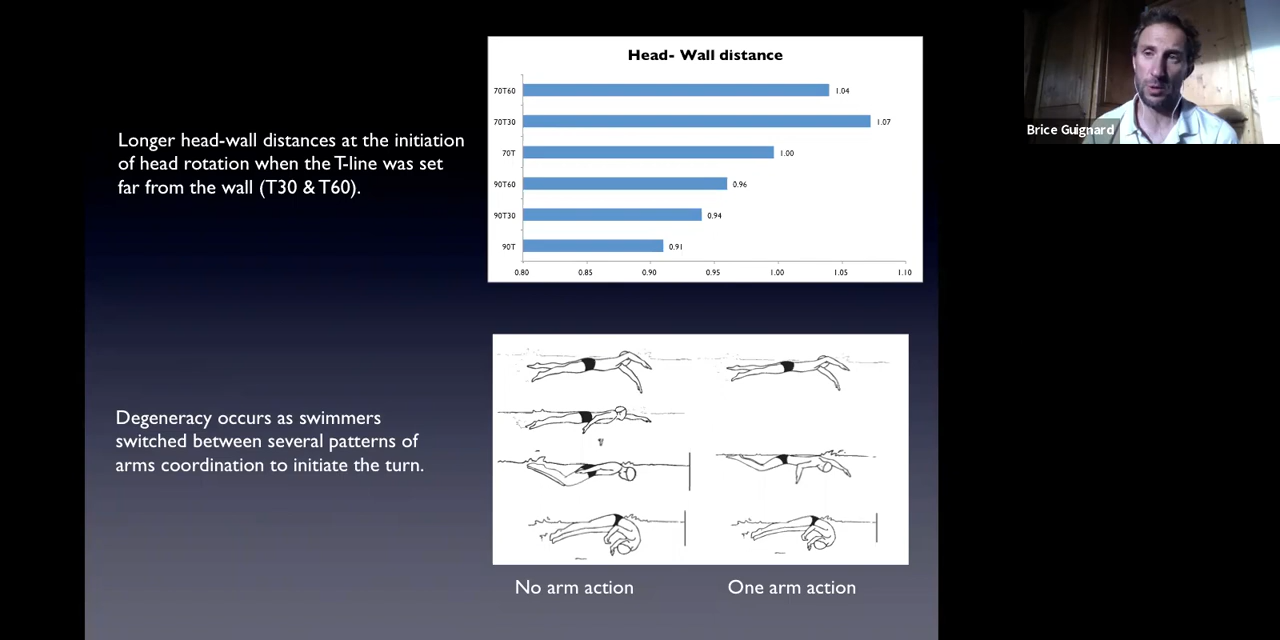 Head- Wall distance
70T60
1.04
70T30
1.07
70T
1.00
90T60
0.96
90T30
0.94
90T
0.91
0.80 0.85 0.90 0.95 1.00 1.05 1.10
Longer head-wall distances at the initiation
of head rotation when the T-line was set
far from the wall (T30 & T60).
Brice Guignard
Degeneracy occurs as swimmers
switched between several patterns of
arms coordination to initiate the turn.
No arm action
One arm action